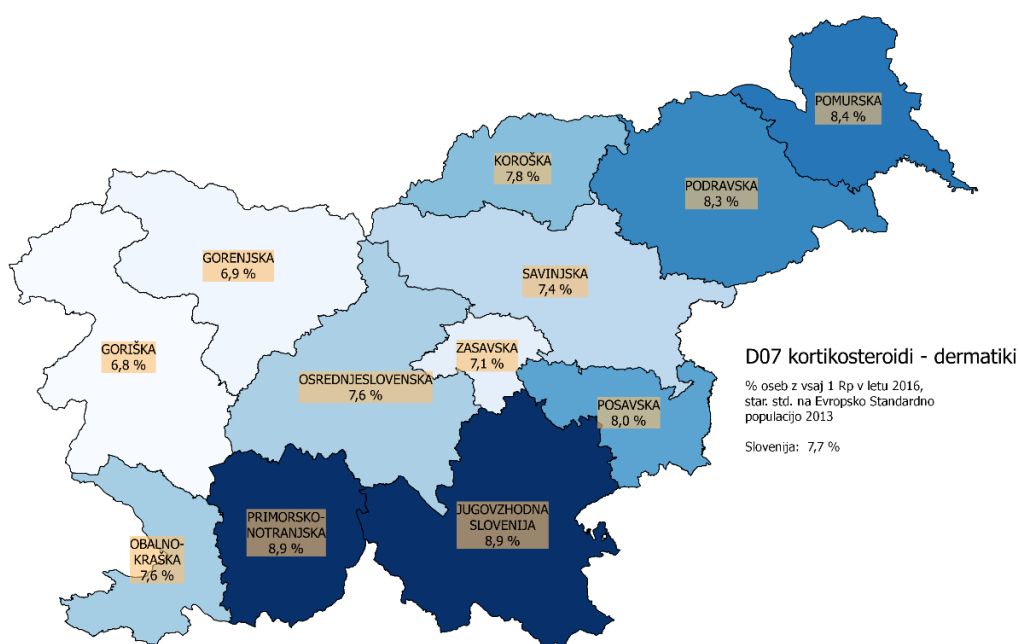 POMURSKA
8,4 %
KOROŠKA
7,8 %
PODRAVSKA
8,3 %
GORENJSKA
6,9 %
SAVINJSKA
7,4 %
GORIŠKA
6,8 %
ZASAVSKA
7,1 %
OSREDNJESLOVENSKA
7,6 %
POSAVSKA
8,0 %
D07 kortikosteroidi - dermatiki
% oseb z vsaj 1 Rp v letu 2016,
star. std. na Evropsko Standardno
populacijo 2013
Slovenija: 7,7 %
PRIMORSKO-
NOTRANJSKA
8,9 %
JUGOVZHODNA
SLOVENIJA
8,9 %
OBALNO-
KRAŠKA
7,6 %